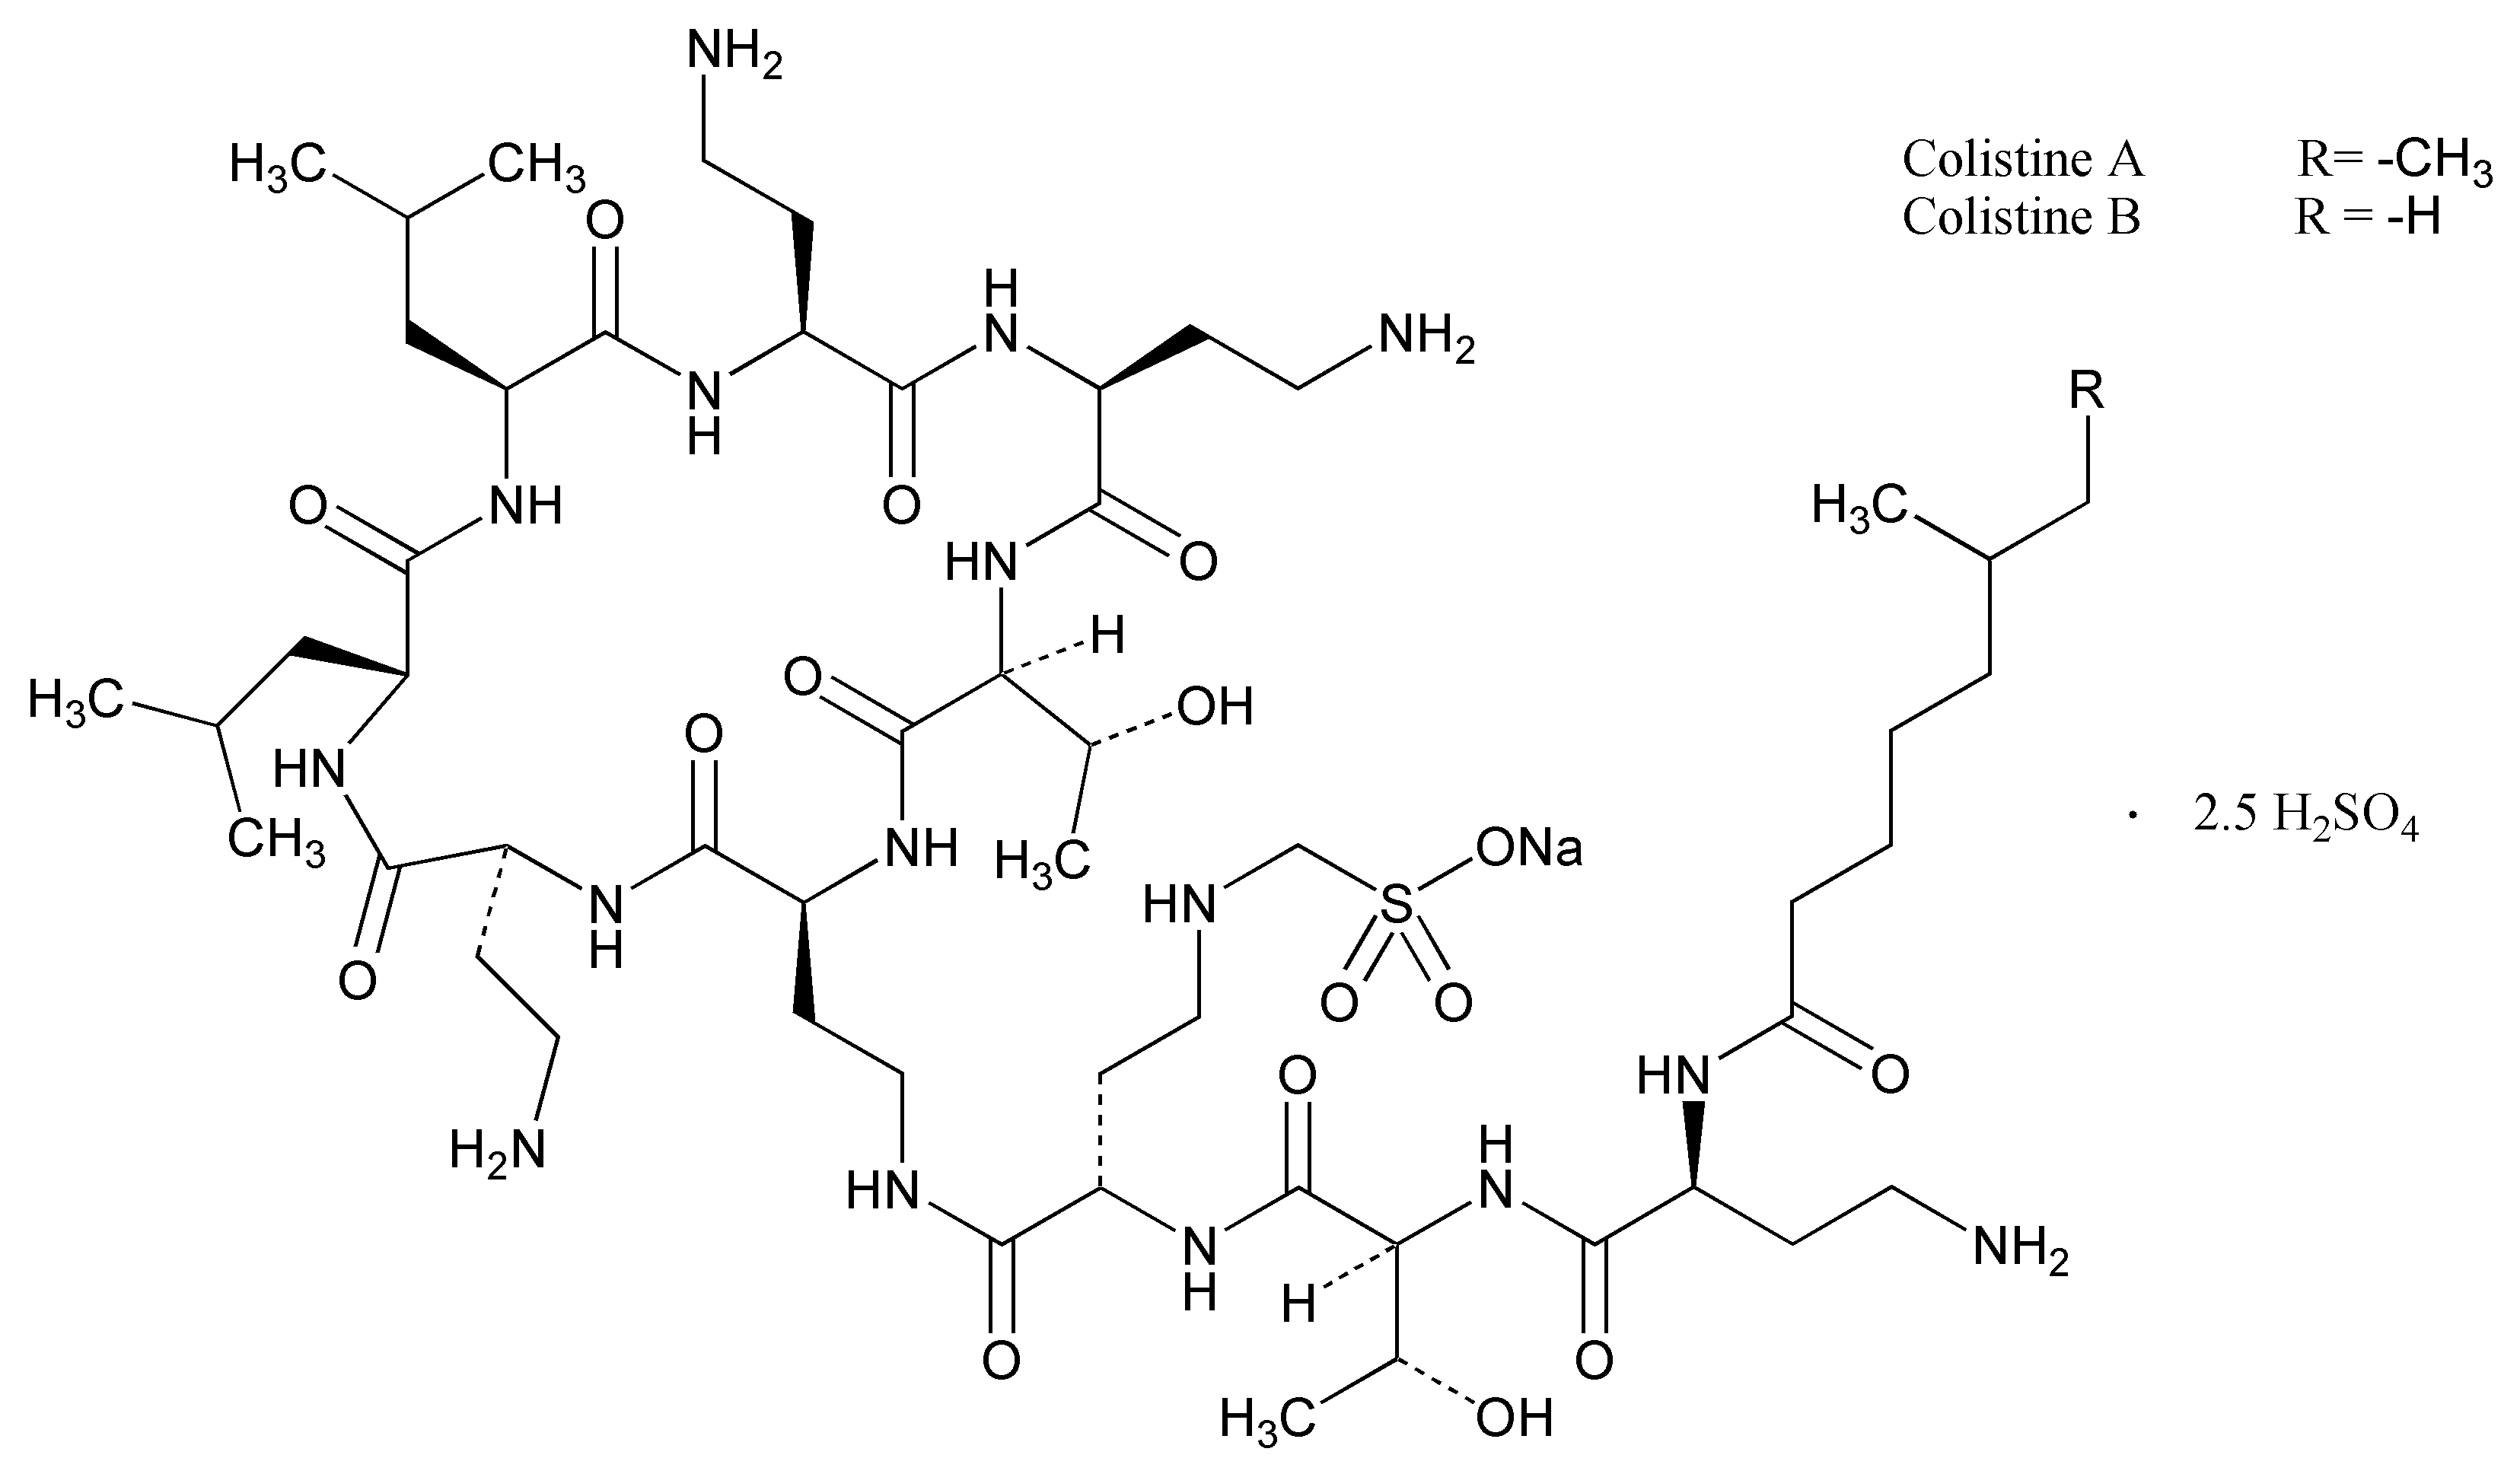 NH2
H3C CH3
Colistine A R= -CH3
O
Colistine B R = -H
H
N NH2
N
H
R
O NH O H3C
HN O
H
H3C O OH
O
HN
CH3 NH H3C ONa · 2.5 H2SO4
N
H
HN S
O O O
O HN O
H2N H
HN N
N
H
NH2
H
O O
H3C OH